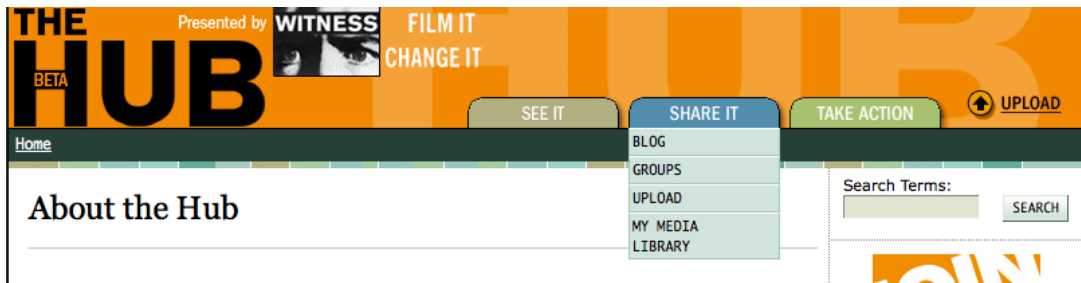 THE
Presented by WITNESS
FILM IT
CHANGE IT
BETA
HUB
SEE IT
SHARE IT
TAKE ACTION
UPLOAD
Home
BLOG
GROUPS
UPLOAD
MY MEDIA
LIBRARY
About the Hub
Search Terms:
SEARCH
JOIN